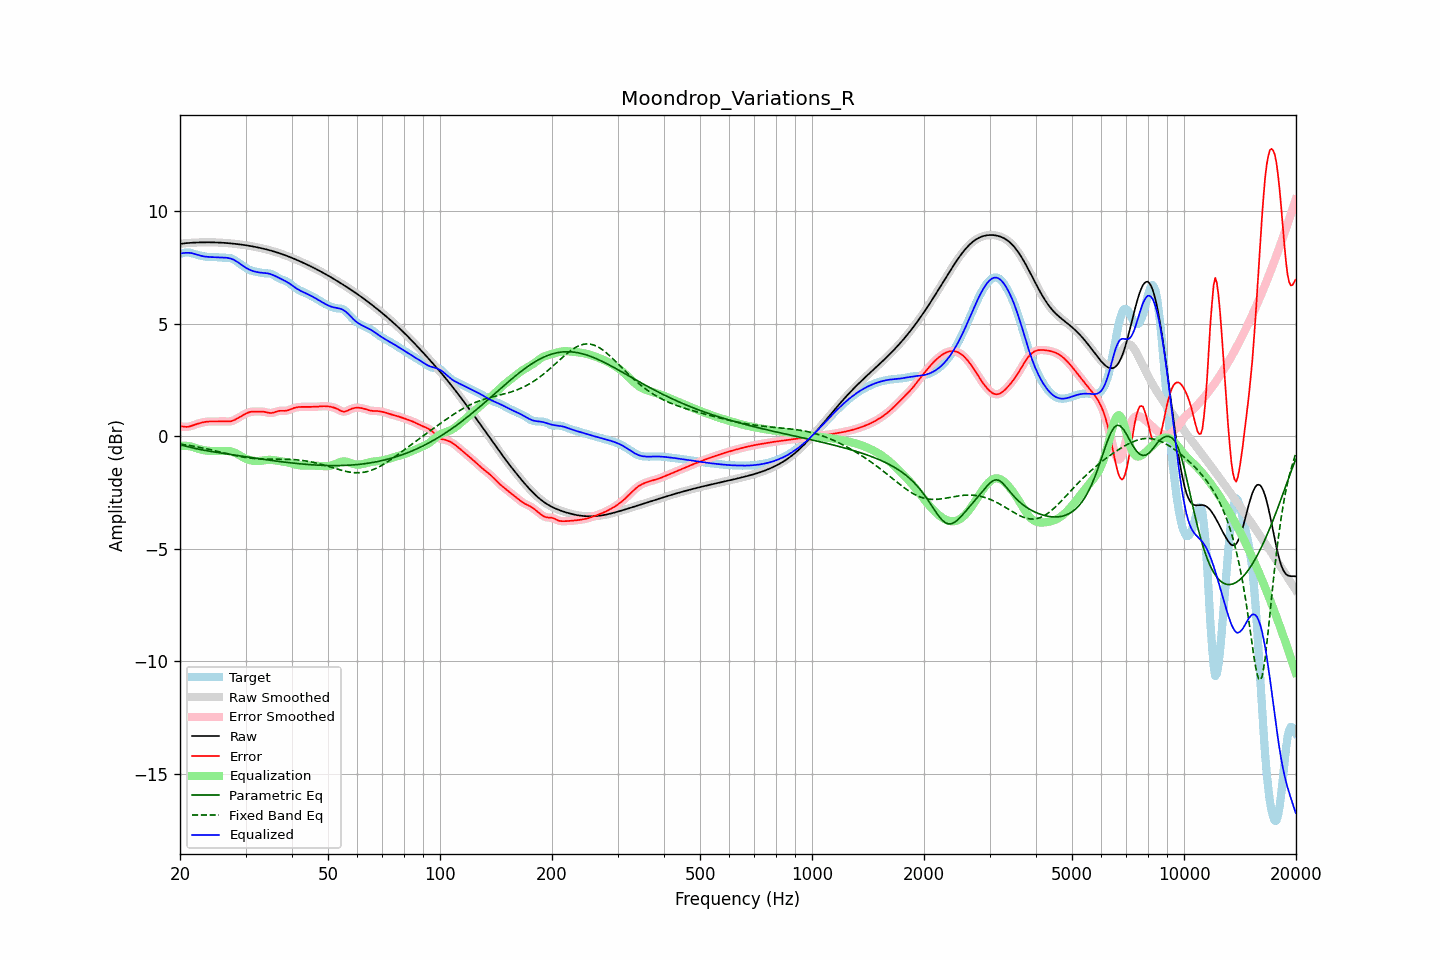 Moondrop_Variations_R
Amplitude (dBr)
10
5
0
−5
−10
−15
Target
Raw Smoothed
Error Smoothed
Raw
Error
Equalization
Parametric Eq
Fixed Band Eq
Equalized
20 50 100 200 500 1000 2000 5000 10000 20000
Frequency (Hz)